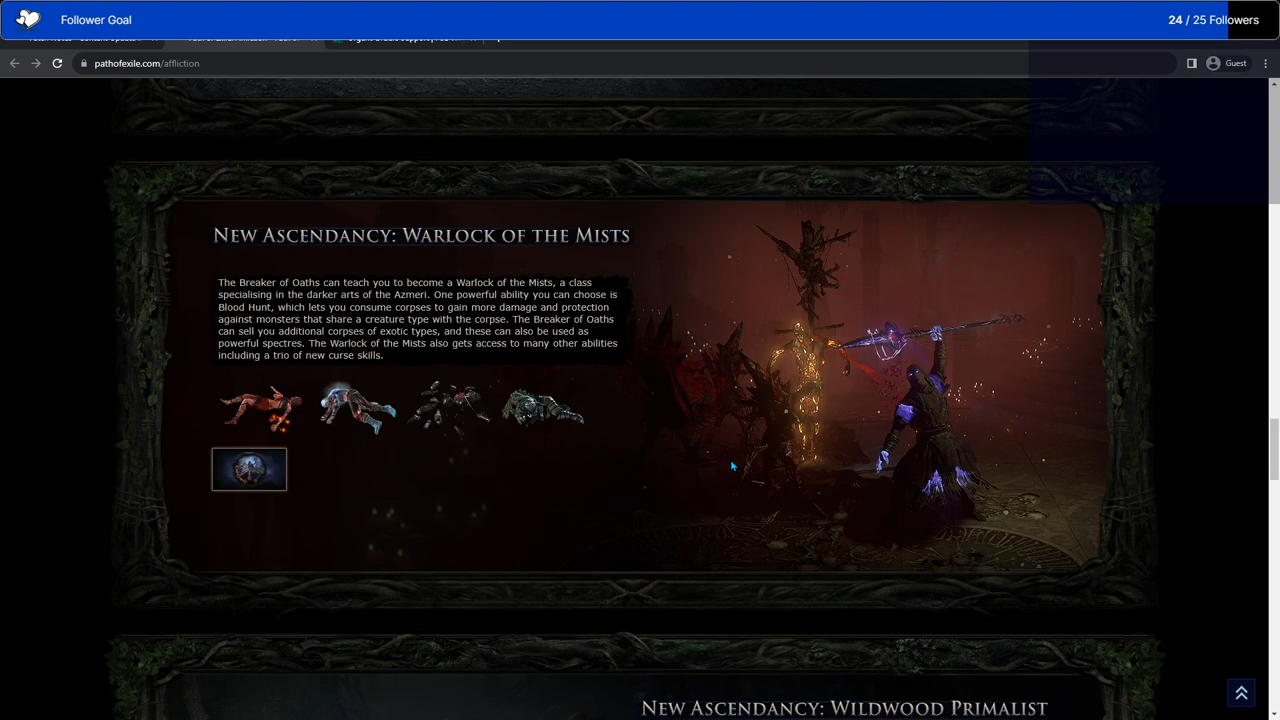 Follower Goal
24 / 25 Followers
pathofexile.com/affliction
Guest
New Ascendancy: Warlock of the Mists
The Breaker of Oaths can teach you to become a Warlock of the Mists, a class
specialising in the darker arts of the Azmeri. One powerful ability you can choose is
Blood Hunt, which lets you consume corpses to gain more damage and protection
against monsters that share a creature type with the corpse. The Breaker of Oaths
can sell you additional corpses of exotic types, and these can also be used as
powerful spectres. The Warlock of the Mists also gets access to many other abilities
including a trio of new curse skills.
New Ascendancy: Wildwood Primalist